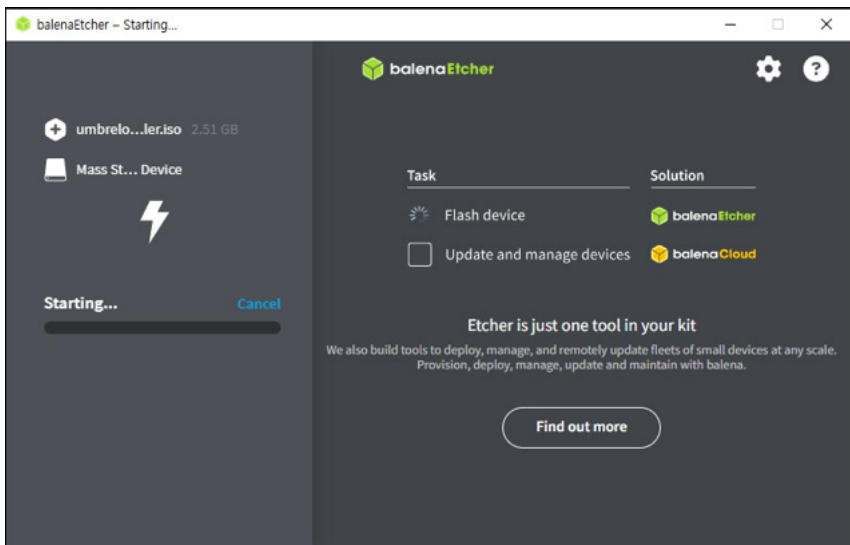 balenaEtcher – Starting...
balenaEtcher
umbrelo...ler.iso 2.51 GB
Mass St... Device
Task Solution
Flash device balenaEtcher
Update and manage devices balenaCloud
Starting... Cancel
Etcher is just one tool in your kit
We also build tools to deploy, manage, and remotely update fleets of small devices at any scale.
Provision, deploy, manage, update and maintain with balena.
Find out more